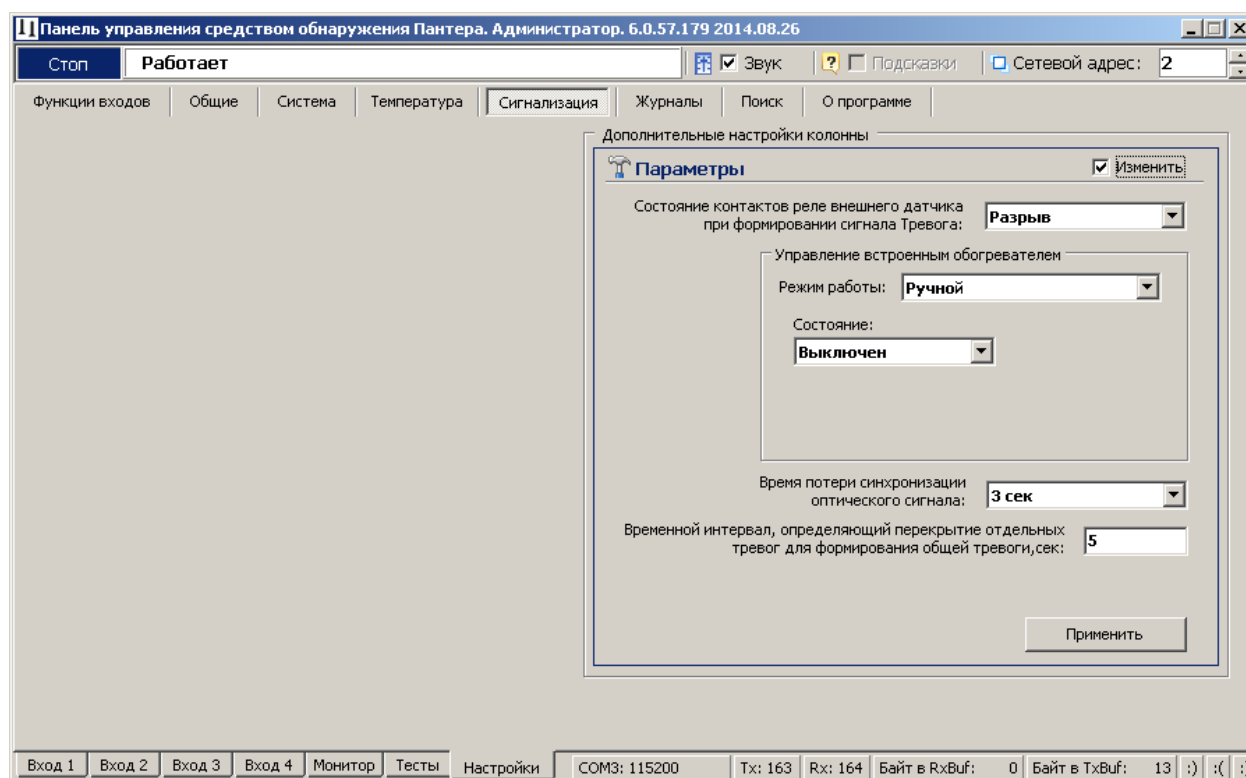 Панель управления средством обнаружения Пантера. Администратор. 6.0.57.179 2014.08.26
Стоп Работает Звук Подсказки Сетевой адрес: 2
Функции входов Общие Система Температура Сигнализация Журналы Поиск О программе
Дополнительные настройки колонны
Параметры Изменить
Состояние контактов реле внешнего датчика
при формировании сигнала Тревога: Разрыв
Управление встроенным обогревателем
Режим работы: Ручной
Состояние:
Выключен
Время потери синхронизации
оптического сигнала: 3 сек
Временной интервал, определяющий перекрытие отдельных
тревог для формирования общей тревоги,сек: 5
Применить
Вход 1 Вход 2 Вход 3 Вход 4 Монитор Тесты Настройки COM3: 115200 Tx: 163 Rx: 164 Байт в RxBuf: 0 Байт в TxBuf: 13 :) :(